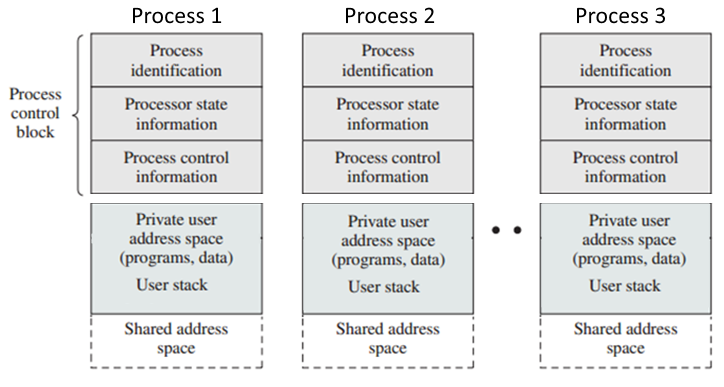 Process 1
Process 2
Process 3
Process
control
block
Process
identification
Processor state
information
Process control
information
Private user
address space
(programs, data)
User stack
Shared address
space
Process
identification
Processor state
information
Process control
information
Private user
address space
(programs, data)
User stack
Shared address
space
Process
identification
Processor state
information
Process control
information
Private user
address space
(programs, data)
User stack
Shared address
space